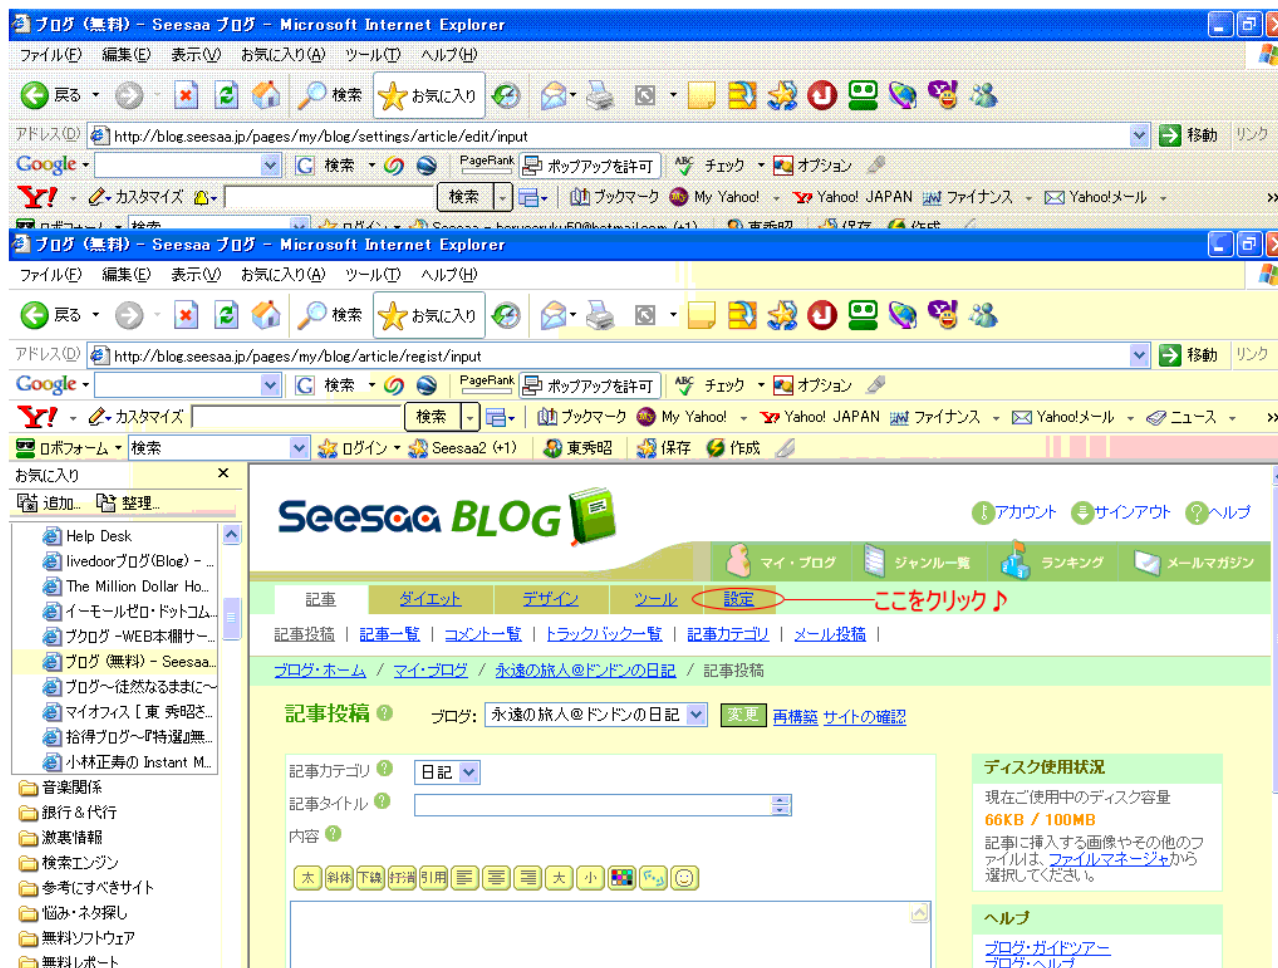 ブログ (無料) - Seesaa ブログ - Microsoft Internet Explorer
ファイル(F) 編集(E) 表示(V) お気に入り(A) ツール(T) ヘルプ(H)
戻る 検索 お気に入り
アドレス(D) http://blog.seesaa.jp/pages/my/blog/settings/article/edit/input 移動 リンク
Google G 検索 PageRank ポップアップを許可 ABC チェック オプション
Y! カスタマイズ 検索 ブックマーク My Yahoo! Yahoo! JAPAN ファイナンス Yahoo!メール »
ブログ (無料) - Seesaa ブログ - Microsoft Internet Explorer
ファイル(F) 編集(E) 表示(V) お気に入り(A) ツール(T) ヘルプ(H)
戻る 検索 お気に入り
アドレス(D) http://blog.seesaa.jp/pages/my/blog/article/regist/input 移動 リンク
Google G 検索 PageRank ポップアップを許可 ABC チェック オプション
Y! カスタマイズ 検索 ブックマーク My Yahoo! Yahoo! JAPAN ファイナンス Yahoo!メール ニュース »
ロボフォーム 検索 ログイン Seesaa2 (+1) 東秀昭 保存 作成
お気に入り ×
追加... 整理...
Help Desk
livedoorブログ(Blog) - ...
The Million Dollar Ho...
イーモールゼロ・ドットコム...
ブクログ -WEB本棚サー...
ブログ (無料) - Seesaa...
ブログ～徒然なるままに～
マイオフィス [ 東 秀昭さ...
拾得ブログ～『特選』無...
小林正寿の Instant M...
音楽関係
銀行＆代行
激裏情報
検索エンジン
参考にすべきサイト
悩み・ネタ探し
無料ソフトウェア
無料レポート
Seesaa BLOG
アカウント サインアウト ヘルプ
マイ・ブログ ジャンル一覧 ランキング メールマガジン
記事 ダイエット デザイン ツール 設定 ここをクリック♪
記事投稿 | 記事一覧 | コメント一覧 | トラックバック一覧 | 記事カテゴリ | メール投稿 |
ブログ・ホーム / マイ・ブログ / 永遠の旅人＠ドンドンの日記 / 記事投稿
記事投稿 ? ブログ: 永遠の旅人＠ドンドンの日記 変更 再構築 サイトの確認
記事カテゴリ ? 日記
記事タイトル ?
内容 ?
太 斜体 下線 打消 引用 大 小
ディスク使用状況
現在ご使用中のディスク容量
66KB / 100MB
記事に挿入する画像やその他のフ
ァイルは、ファイルマネージャから
選択してください。
ヘルプ
ブログ・ガイドツアー
ブログ・ヘルプ